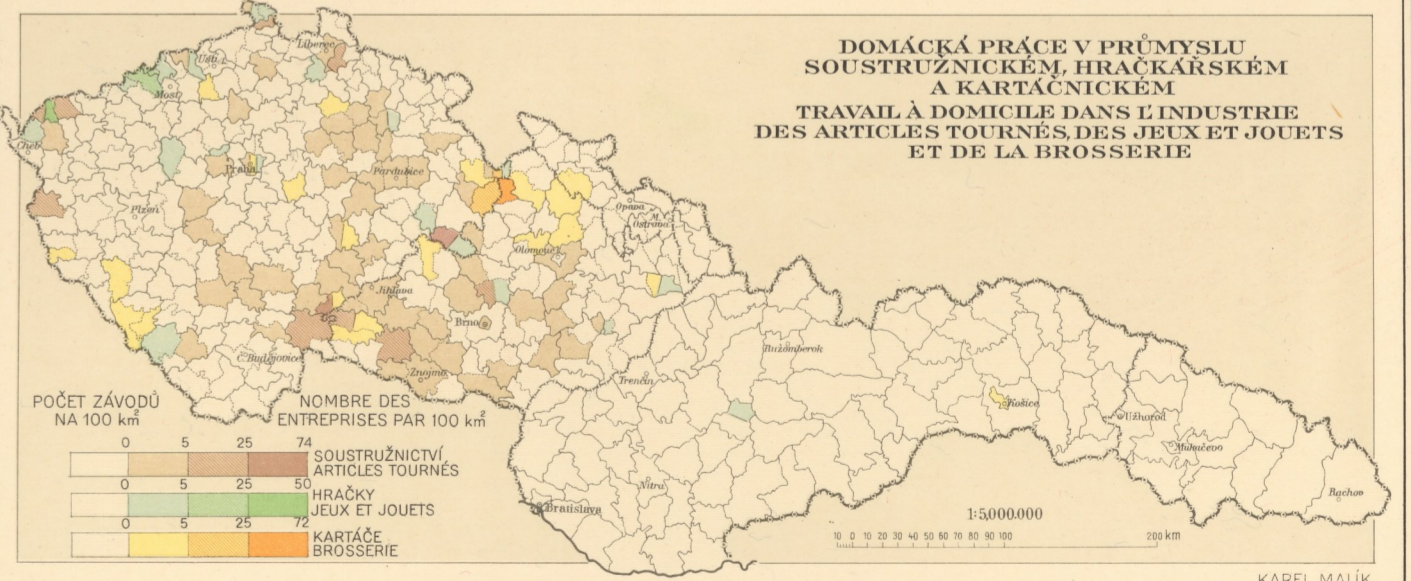 DOMÁCKÁ PRÁCE V PRŮMYSLU
SOUSTRUŽNICKÉM, HRAČKÁŘSKÉM
A KARTÁČNICKÉM
TRAVAIL À DOMICILE DANS L'INDUSTRIE
DES ARTICLES TOURNÉS, DES JEUX ET JOUETS
ET DE LA BROSSERIE
Liberec
Ústí
Most
Cheb
Praha
Pardubice
Plzeň
Opava
M. Ostrava
Olomouc
Jihlava
Brno
Č. Budějovice
Znojmo
Ružomberok
Trenčín
Košice
Užhorod
Mukačevo
Nitra
Rachov
Bratislava
POČET ZÁVODŮ
NA 100 km²
NOMBRE DES
ENTREPRISES PAR 100 km²
0 5 25 74
SOUSTRUŽNICTVÍ
ARTICLES TOURNÉS
0 5 25 50
HRAČKY
JEUX ET JOUETS
0 5 25 72
KARTÁČE
BROSSERIE
1:5,000.000
10 0 10 20 30 40 50 60 70 80 90 100 200 km
KAREL MALÍK